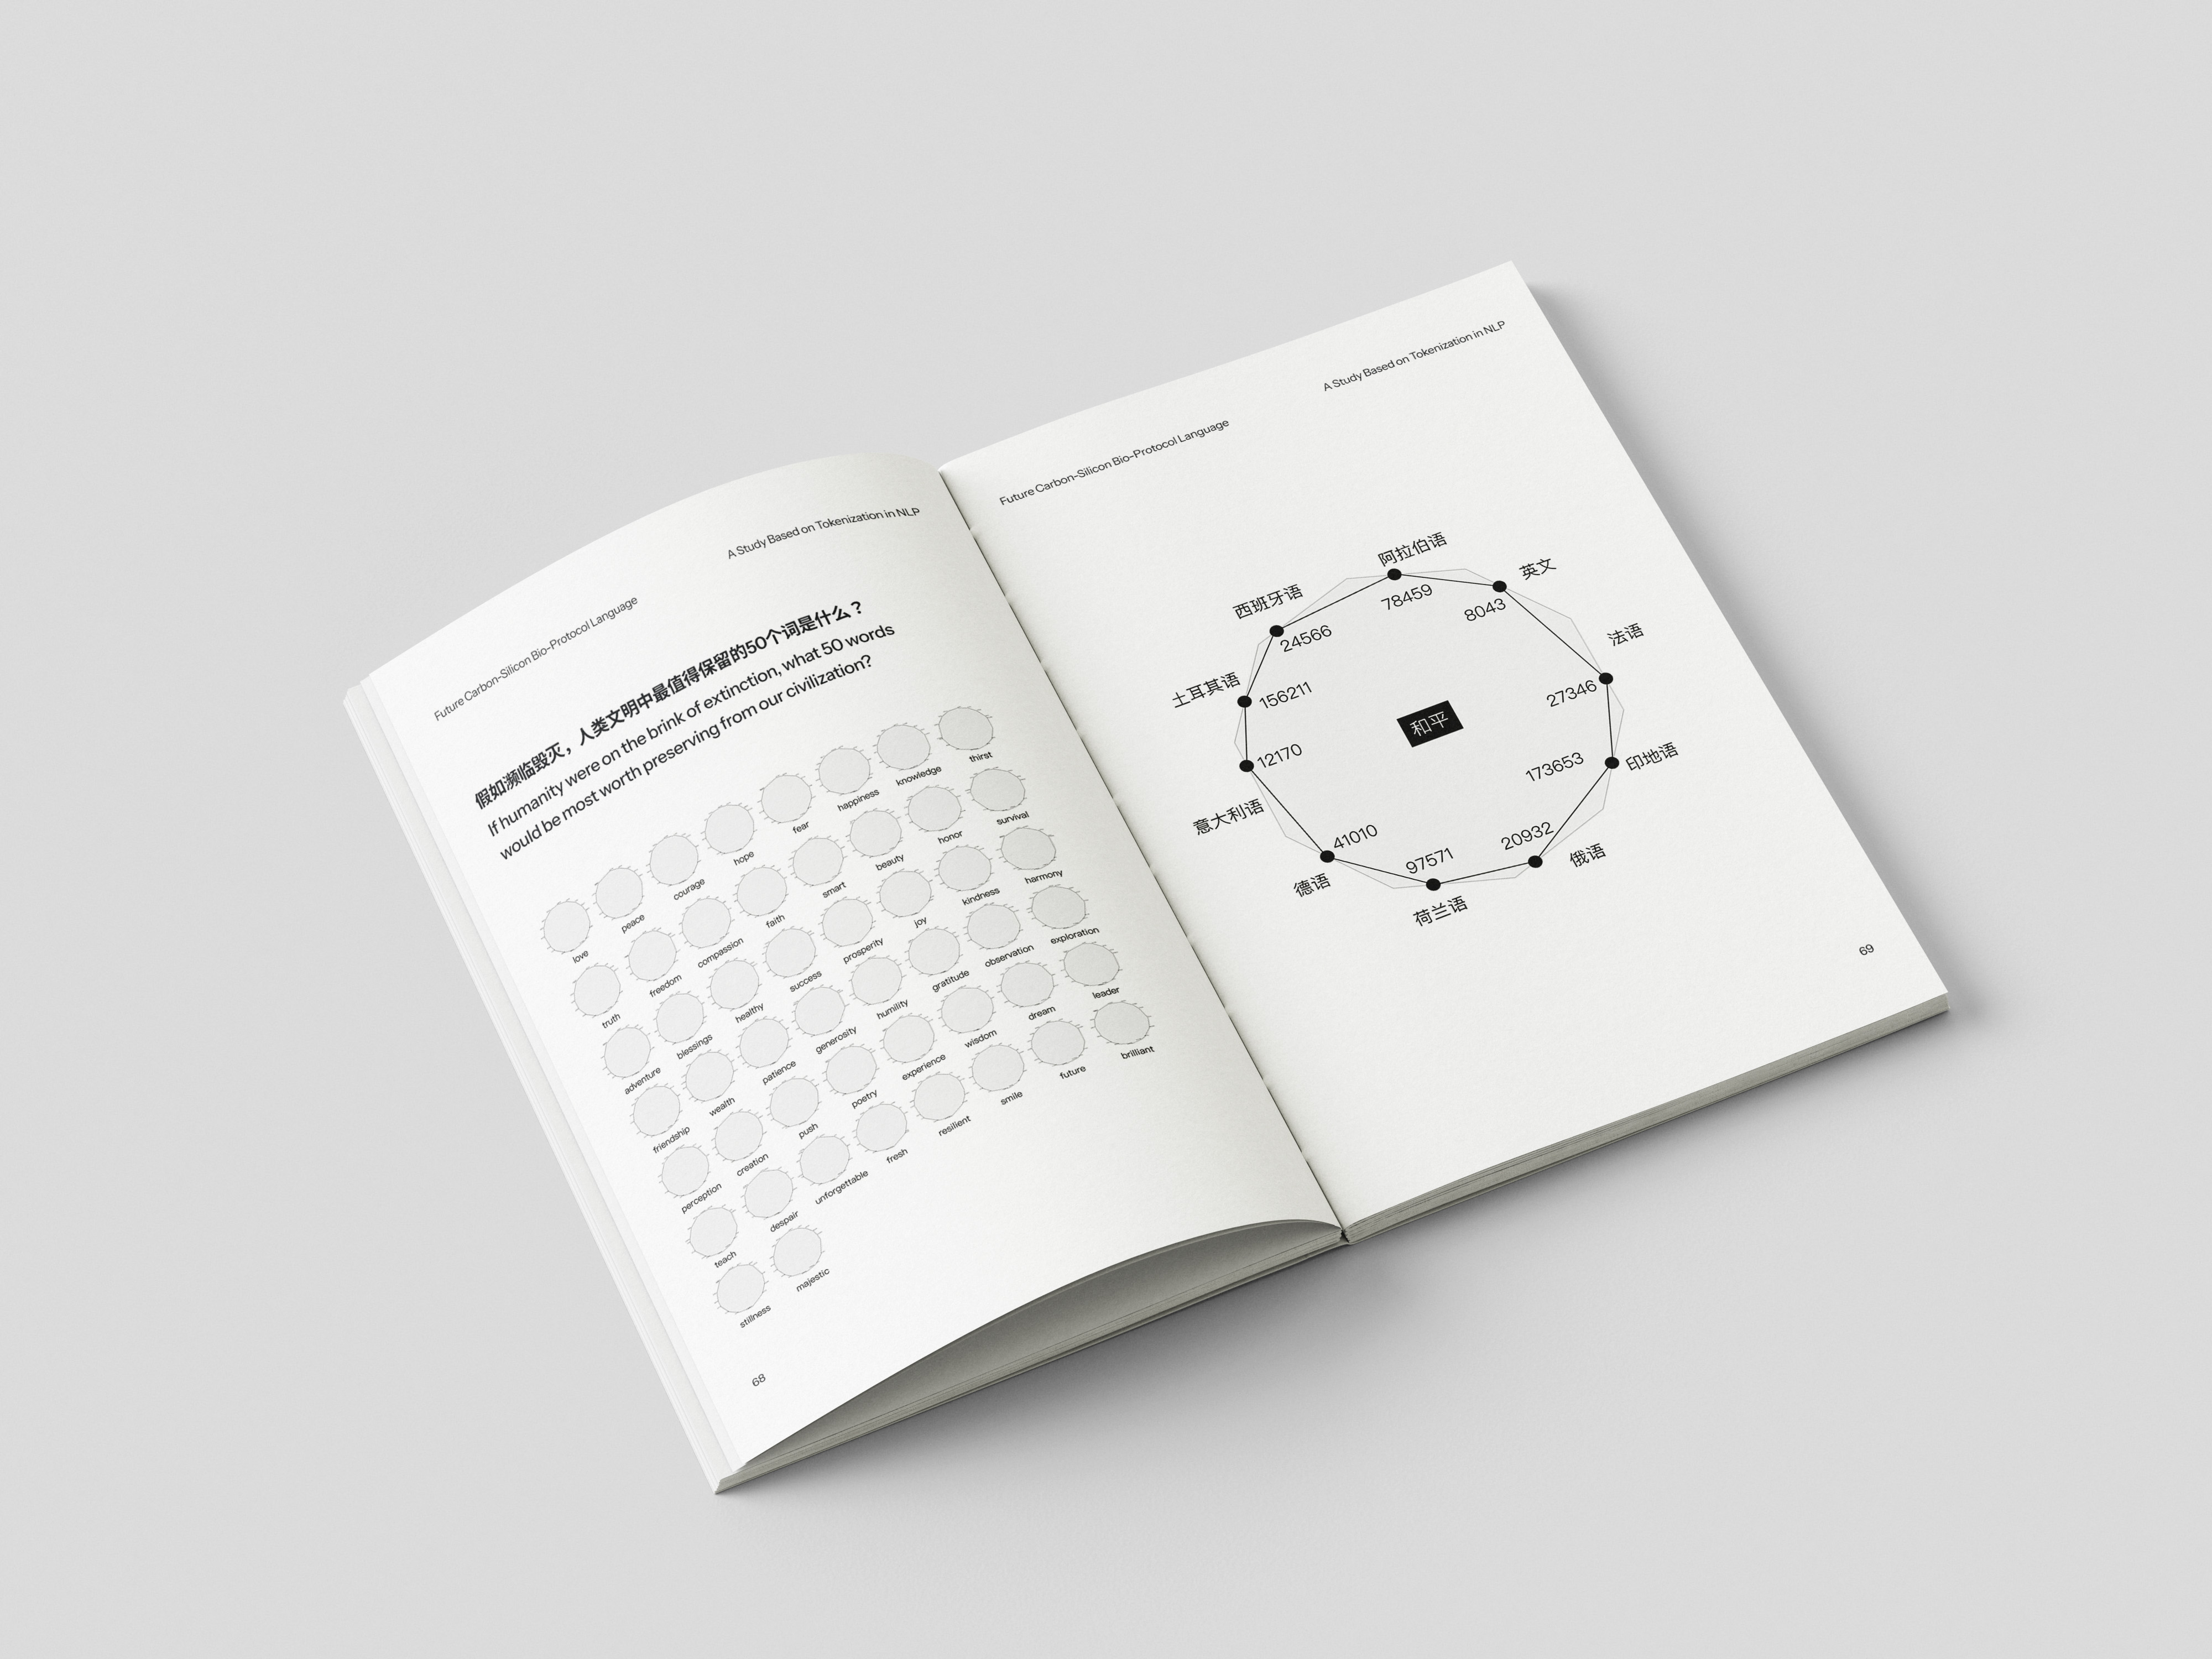 Future Carbon-Silicon Bio-Protocol Language
A Study Based on Tokenization in NLP
假如濒临毁灭，人类文明中最值得保留的50个词是什么？
If humanity were on the brink of extinction, what 50 words
would be most worth preserving from our civilization?
love peace courage hope fear happiness knowledge thirst
truth freedom compassion faith smart beauty honor survival
adventure blessings healthy success prosperity joy kindness harmony
friendship wealth patience generosity humility gratitude observation exploration
perception creation push poetry experience wisdom dream leader
teach despair unforgettable fresh resilient smile future brilliant
stillness majestic
68
Future Carbon-Silicon Bio-Protocol Language
A Study Based on Tokenization in NLP
阿拉伯语
78459
英文
8043
法语
27346
印地语
173653
俄语
20932
荷兰语
97571
德语
41010
意大利语
12170
土耳其语
156211
西班牙语
24566
和平
69